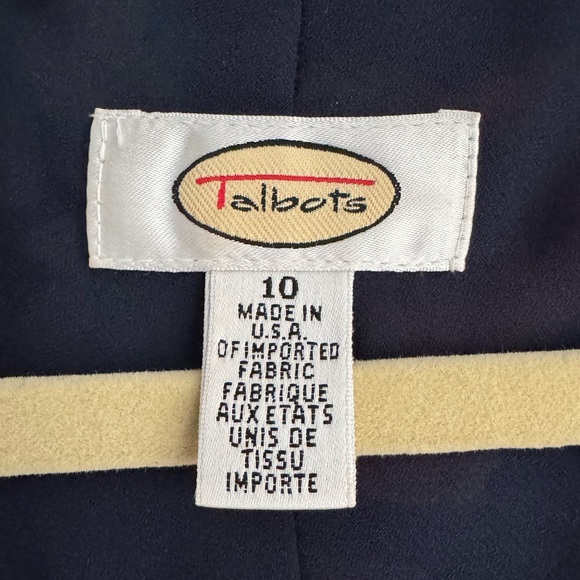 Talbots
10
MADE IN
U.S.A.
OF IMPORTED
FABRIC
FABRIQUE
AUX ETATS
UNIS DE
TISSU
IMPORTE